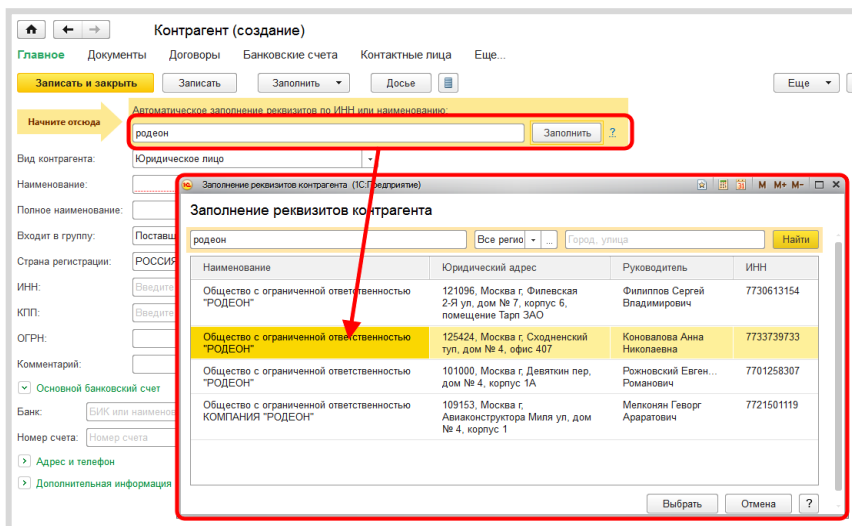 Контрагент (создание)
Главное Документы Договоры Банковские счета Контактные лица Еще...
Записать и закрыть Записать Заполнить Досье Еще
Автоматическое заполнение реквизитов по ИНН или наименованию:
Начните отсюда
родеон Заполнить ?
Вид контрагента: Юридическое лицо
Наименование:
Полное наименование:
Входит в группу: Поставщ
Страна регистрации: РОССИЯ
ИНН: Введите
КПП: Введите
ОГРН:
Комментарий:
Основной банковский счет
Банк: БИК или наименов
Номер счета: Номер счета
Адрес и телефон
Дополнительная информация
Заполнение реквизитов контрагента (1С:Предприятие) M M+ M-
Заполнение реквизитов контрагента
родеон Все регио ... Город, улица Найти
Наименование Юридический адрес Руководитель ИНН
Общество с ограниченной ответственностью 121096, Москва г, Филевская Филиппов Сергей 7730613154
"РОДЕОН" 2-Я ул, дом № 7, корпус 6, Владимирович
помещение Тарп ЗАО
Общество с ограниченной ответственностью 125424, Москва г, Сходненский Коновалова Анна 7733739733
"РОДЕОН" туп, дом № 4, офис 407 Николаевна
Общество с ограниченной ответственностью 101000, Москва г, Девяткин пер, Рожновский Евген... 7701258307
"РОДЕОН" дом № 4, корпус 1А Романович
Общество с ограниченной ответственностью 109153, Москва г, Мелконян Геворг 7721501119
КОМПАНИЯ "РОДЕОН" Авиаконструктора Миля ул, дом Араратович
№ 4, корпус 1
Выбрать Отмена ?